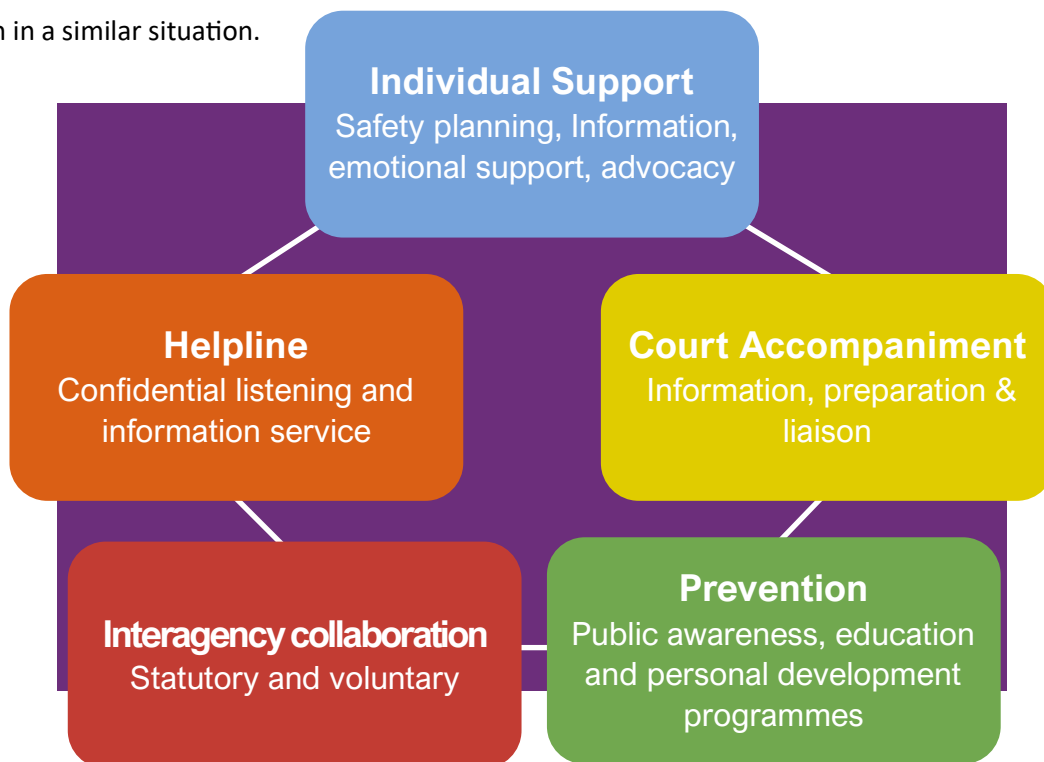 in a similar situation.
Individual Support
Safety planning, Information,
emotional support, advocacy
Helpline
Confidential listening and
information service
Court Accompaniment
Information, preparation &
liaison
Interagency collaboration
Statutory and voluntary
Prevention
Public awareness, education
and personal development
programmes